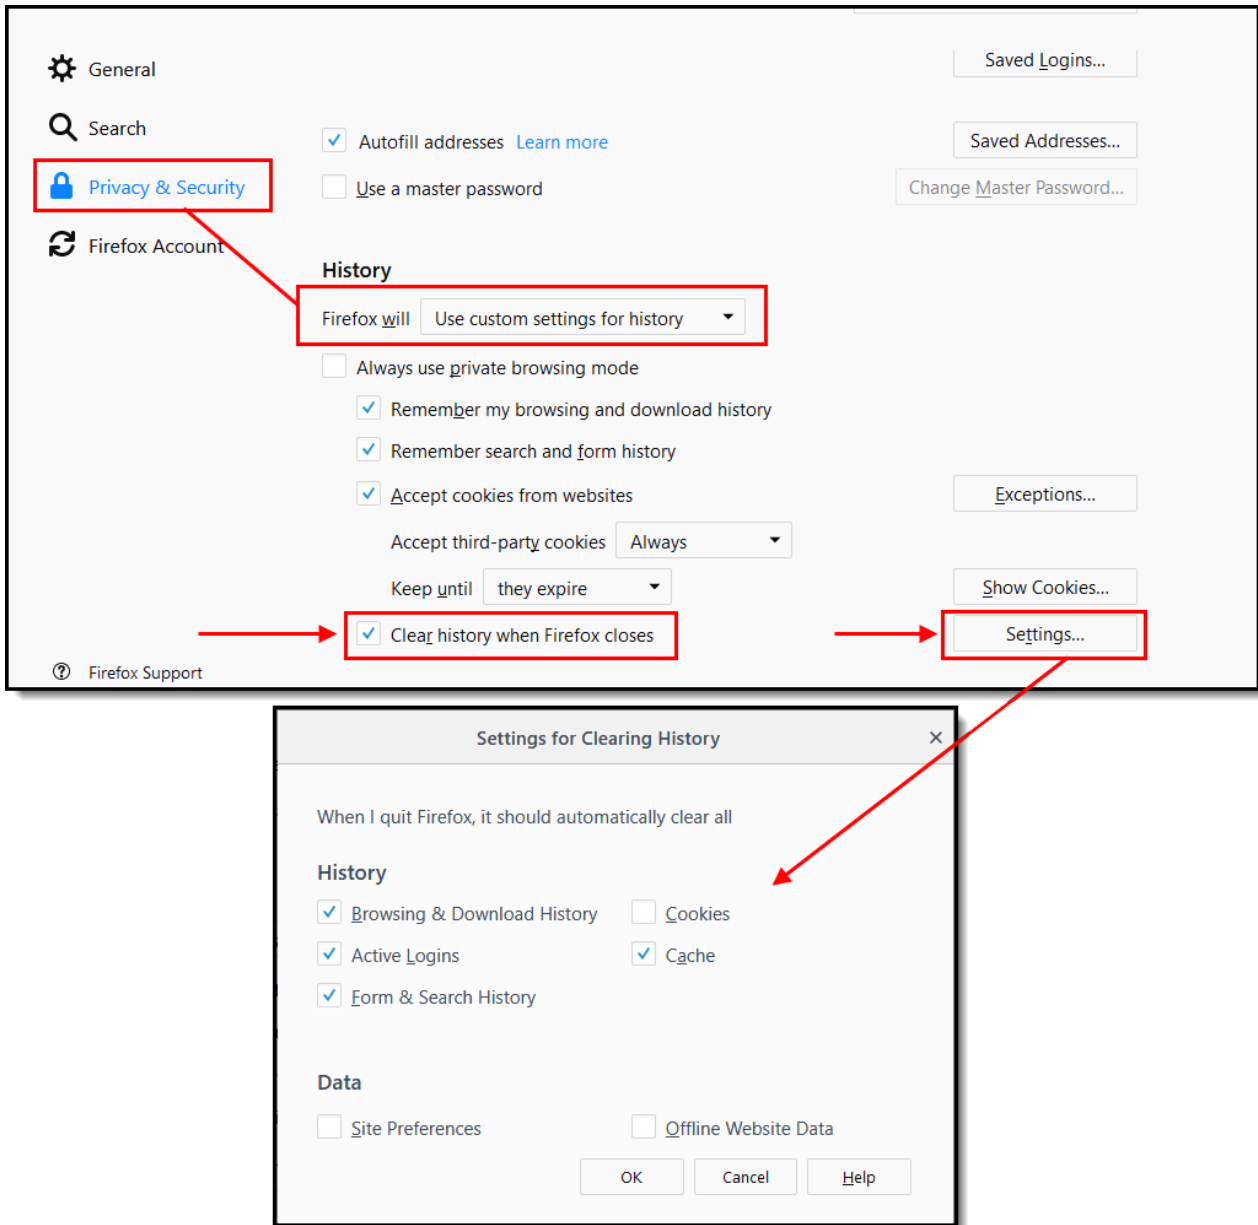 General
Search
Privacy & Security
Firefox Account
Firefox Support
Saved Logins...
Autofill addresses Learn more
Saved Addresses...
Use a master password
Change Master Password...
History
Firefox will Use custom settings for history
Always use private browsing mode
Remember my browsing and download history
Remember search and form history
Accept cookies from websites
Exceptions...
Accept third-party cookies Always
Keep until they expire
Show Cookies...
Clear history when Firefox closes
Settings...
Settings for Clearing History
When I quit Firefox, it should automatically clear all
History
Browsing & Download History
Cookies
Active Logins
Cache
Form & Search History
Data
Site Preferences
Offline Website Data
OK
Cancel
Help